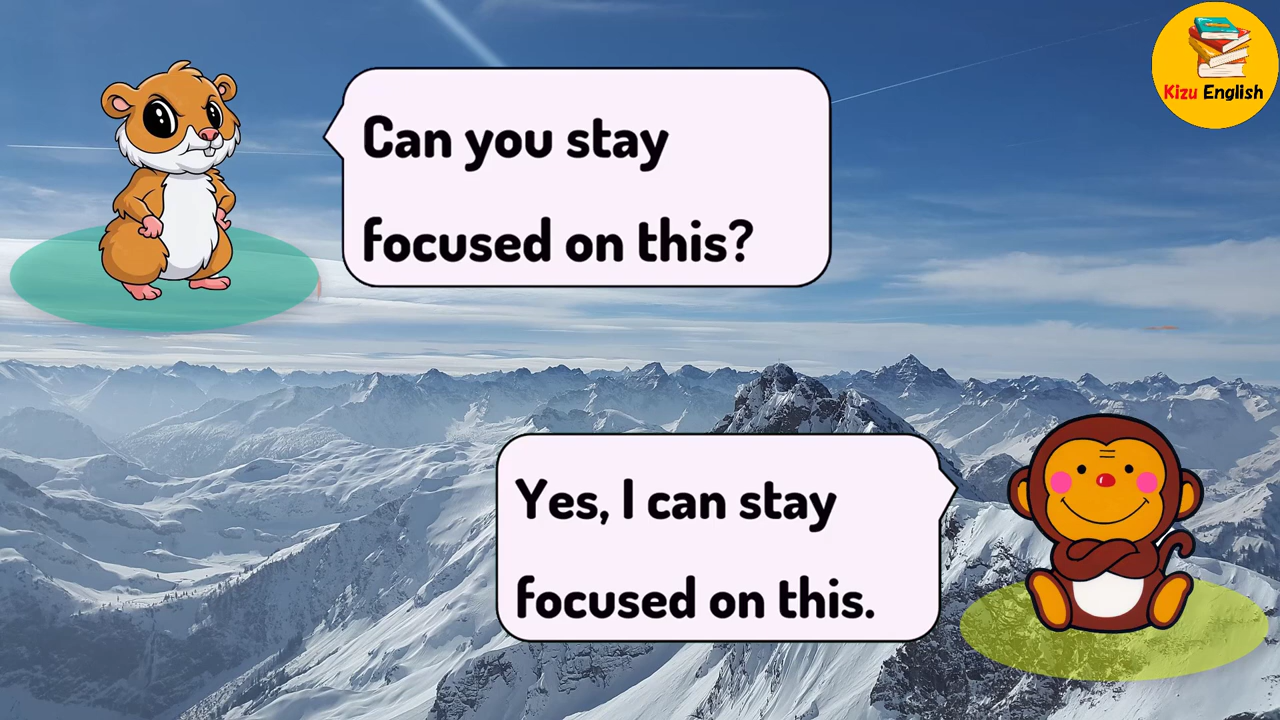 Kizu English
Can you stay
focused on this?
Yes, I can stay
focused on this.